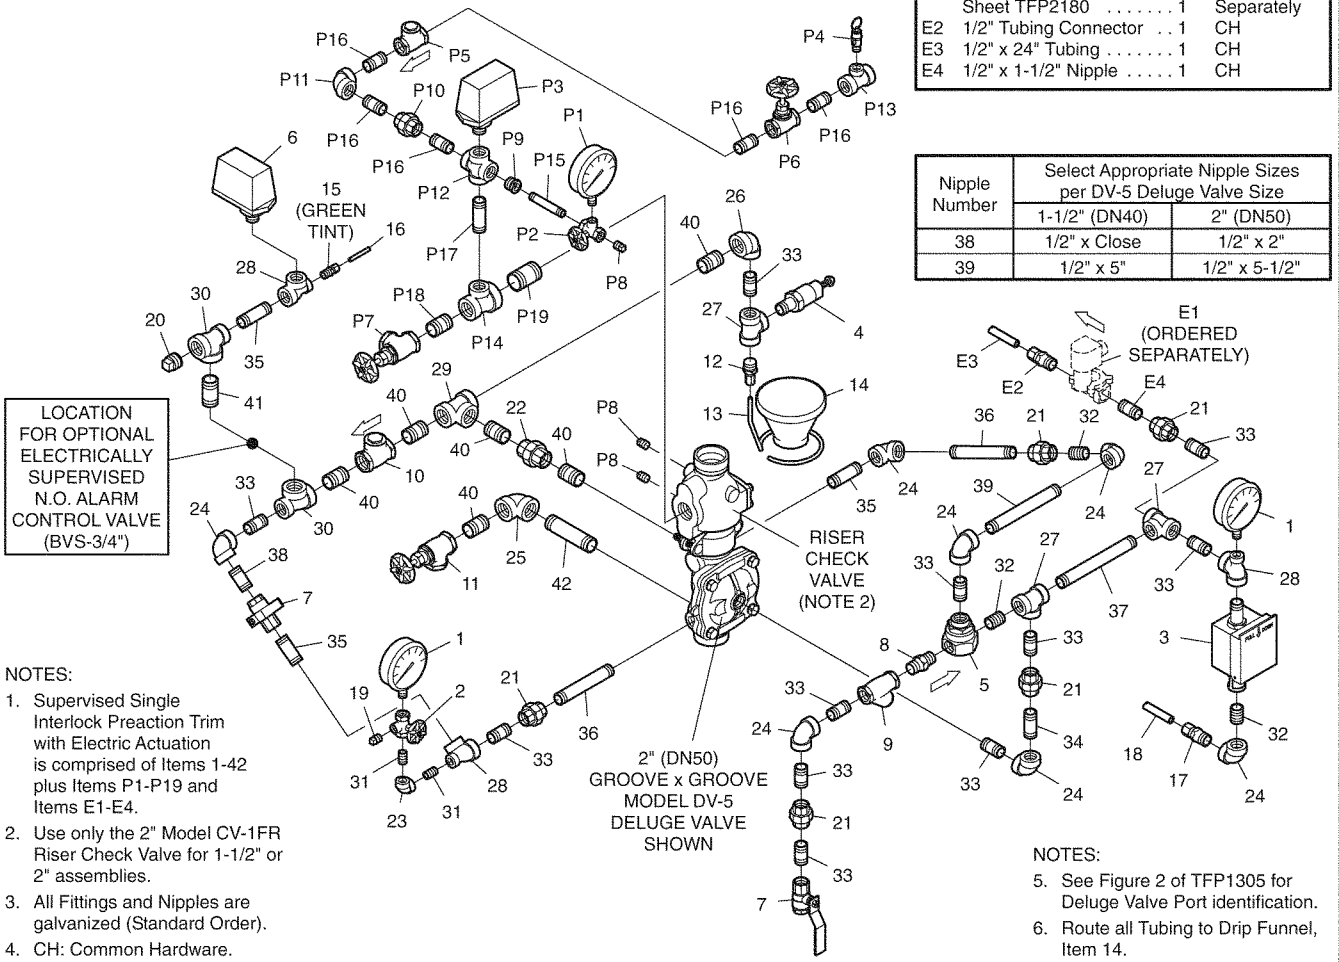 Sheet TFP2180 . . . . . . . 1 Separately
E2 1/2" Tubing Connector . . 1 CH
E3 1/2" x 24" Tubing . . . . . . . 1 CH
E4 1/2" x 1-1/2" Nipple . . . . . 1 CH
Nipple Number
Select Appropriate Nipple Sizes
per DV-5 Deluge Valve Size
1-1/2" (DN40) 2" (DN50)
38 1/2" x Close 1/2" x 2"
39 1/2" x 5" 1/2" x 5-1/2"
P16
P5
P4
P11
P3
P10
P16
P16
P9
P1
P15
P12
P16
P6
P16
P13
6
15
(GREEN
TINT)
16
P17
P2
P8
26
40
33
28
30
20
35
41
P18
P7
P14
P19
27
4
12
13
14
29
40
22
40
40
10
40
P8
P8
E1
(ORDERED
SEPARATELY)
E3
E2
E4
21
33
36
21
32
24
35
39
24
27
1
LOCATION
FOR OPTIONAL
ELECTRICALLY
SUPERVISED
N.O. ALARM
CONTROL VALVE
(BVS-3/4")
33
24
30
38
7
35
40
25
11
42
RISER
CHECK
VALVE
(NOTE 2)
24
33
32
27
37
33
28
3
8
5
33
21
34
33
24
18
17
32
24
1
19
2
21
36
33
31
31
28
23
33
24
9
33
21
33
7
2" (DN50)
GROOVE x GROOVE
MODEL DV-5
DELUGE VALVE
SHOWN
NOTES:
1. Supervised Single
Interlock Preaction Trim
with Electric Actuation
is comprised of Items 1-42
plus Items P1-P19 and
Items E1-E4.
2. Use only the 2" Model CV-1FR
Riser Check Valve for 1-1/2" or
2" assemblies.
3. All Fittings and Nipples are
galvanized (Standard Order).
4. CH: Common Hardware.
NOTES:
5. See Figure 2 of TFP1305 for
Deluge Valve Port identification.
6. Route all Tubing to Drip Funnel,
Item 14.